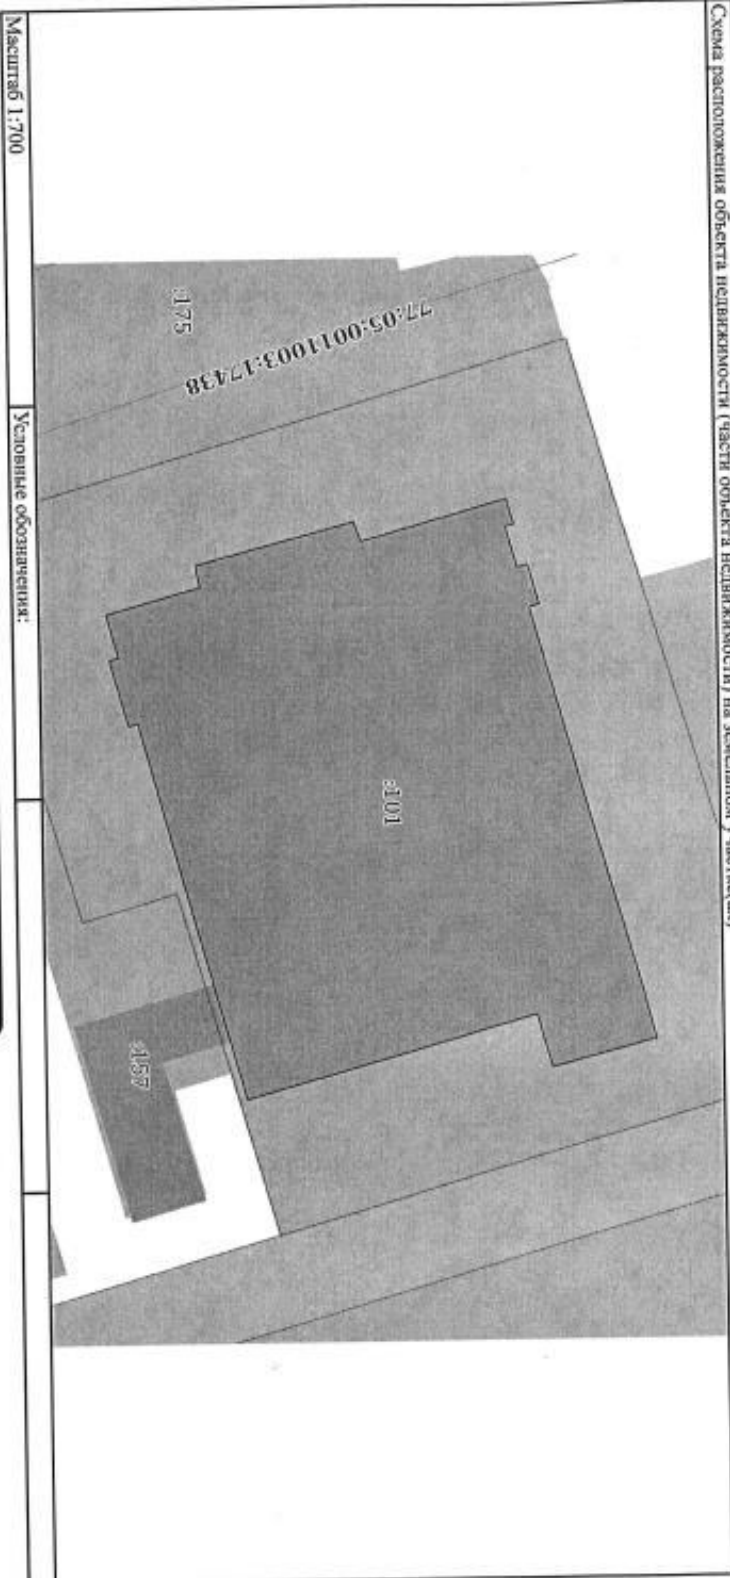 Схема расположения объекта недвижимости (части объекта недвижимости) на земельном участке(ах)
77:05:0011003:17438
:175
:101
:157
Масштаб 1:700
Условные обозначения: